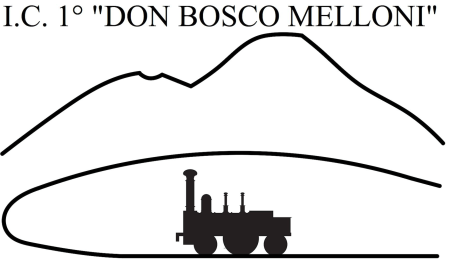 I.C. 1° "DON BOSCO MELLONI"